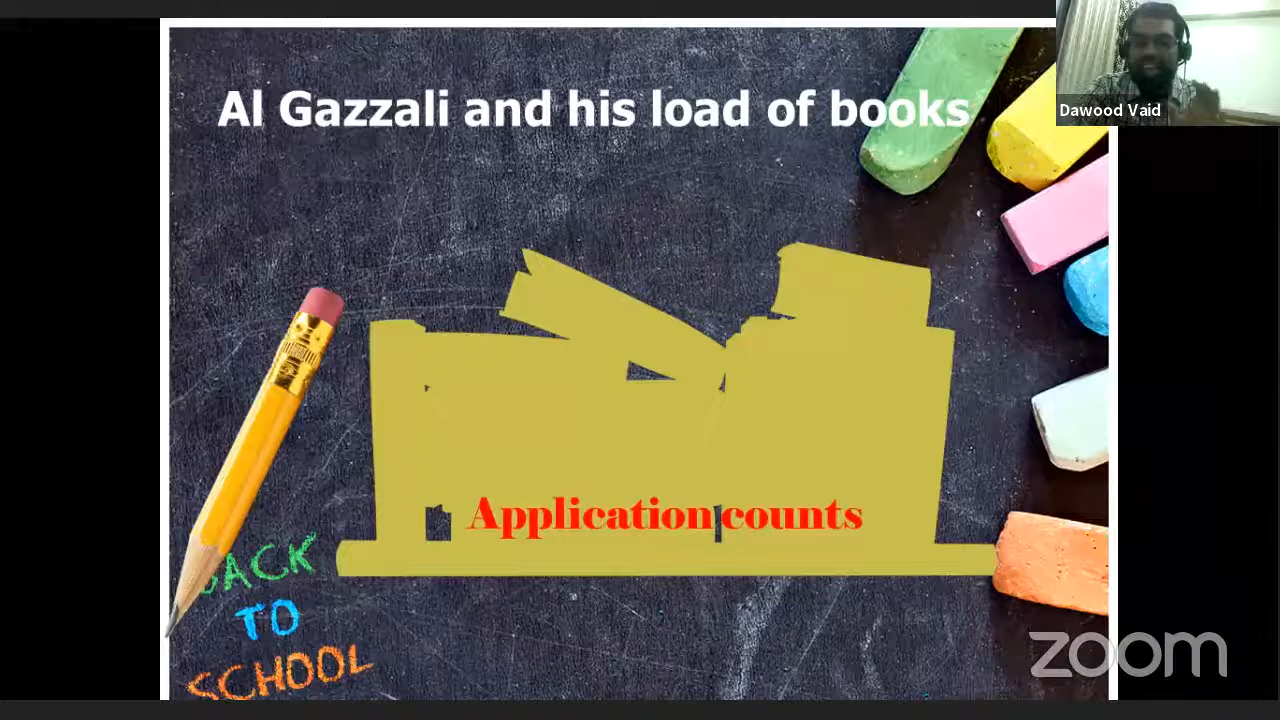 Al Gazzali and his load of books
Dawood Vaid
Application counts
BACK
TO
SCHOOL
zoom